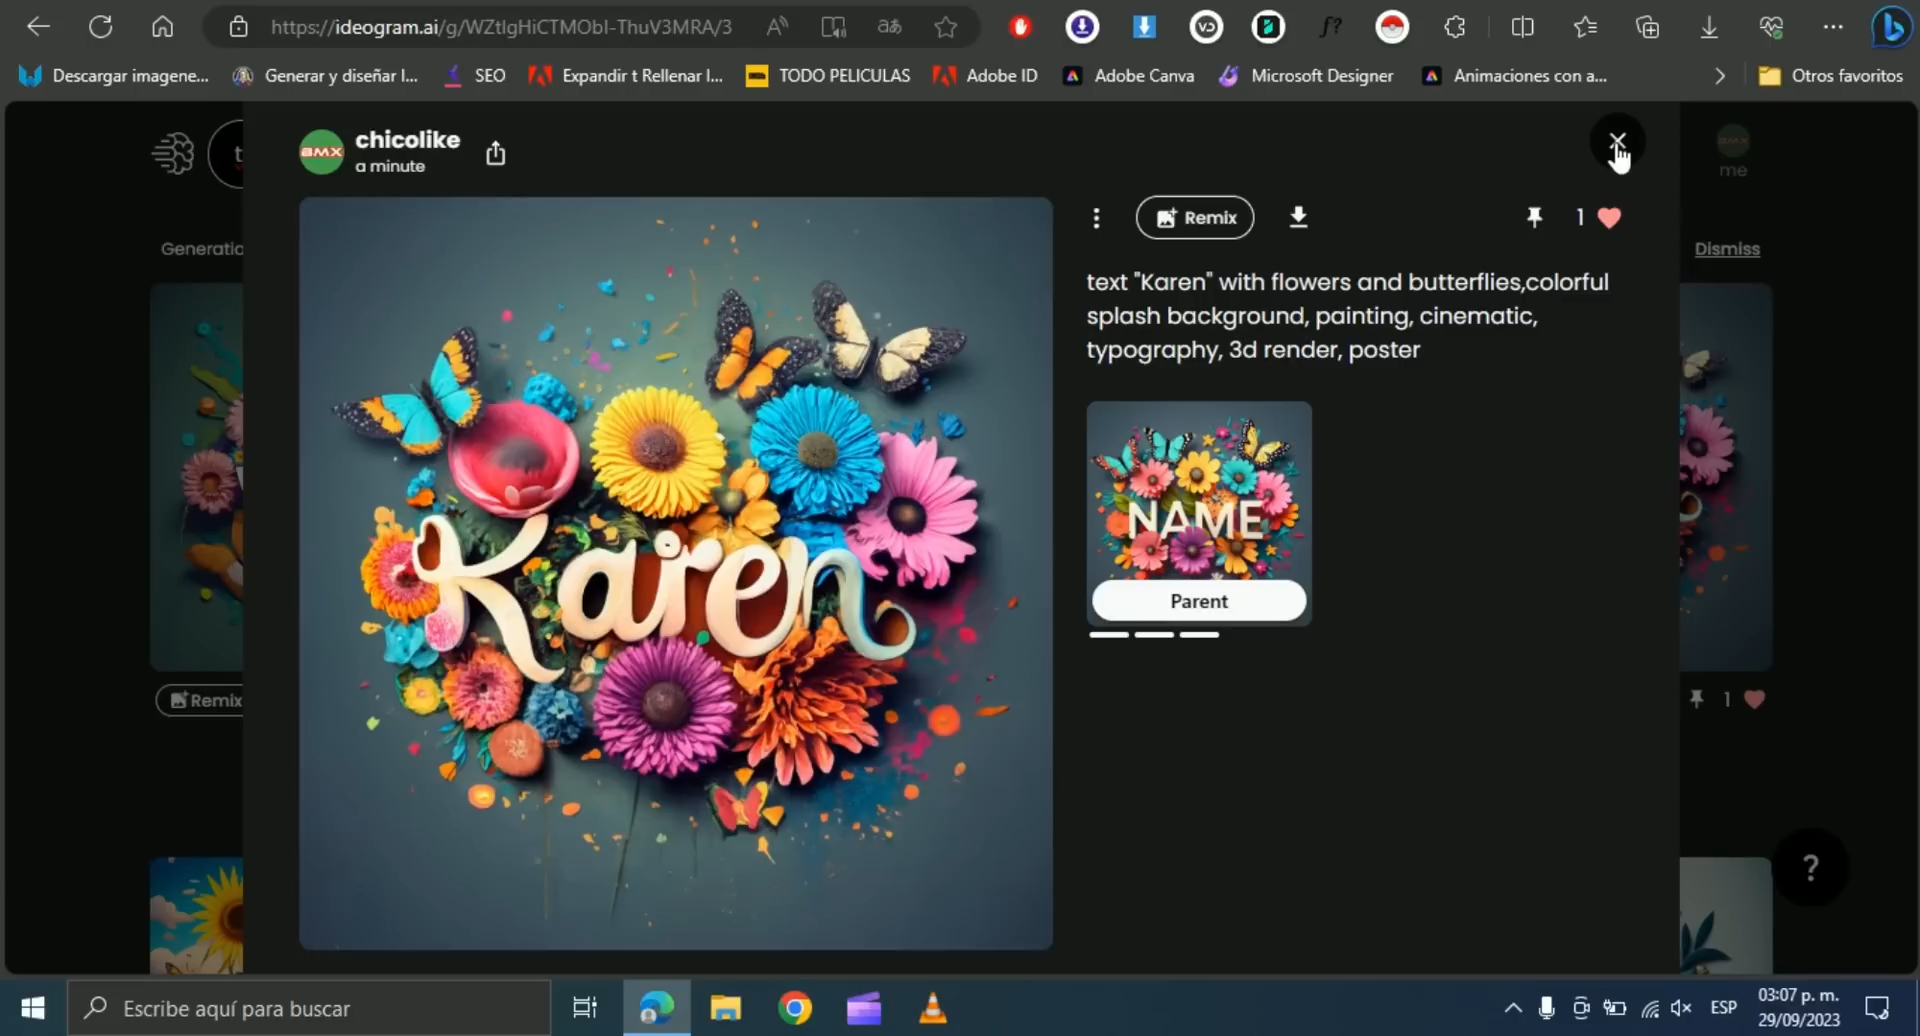 https://ideogram.ai/g/WZtIgHiCTMObI-ThuV3MRA/3
Descargar imagene...
Generar y diseñar I...
SEO
Expandir t Rellenar I...
TODO PELICULAS
Adobe ID
Adobe Canva
Microsoft Designer
Animaciones con a...
Otros favoritos
BMX
chicolike
a minute
me
Generatio
Dismiss
Remix
1
text "Karen" with flowers and butterflies,colorful
splash background, painting, cinematic,
typography, 3d render, poster
NAME
Parent
Karen
Remix
1
?
Escribe aquí para buscar
ESP
03:07 p. m.
29/09/2023